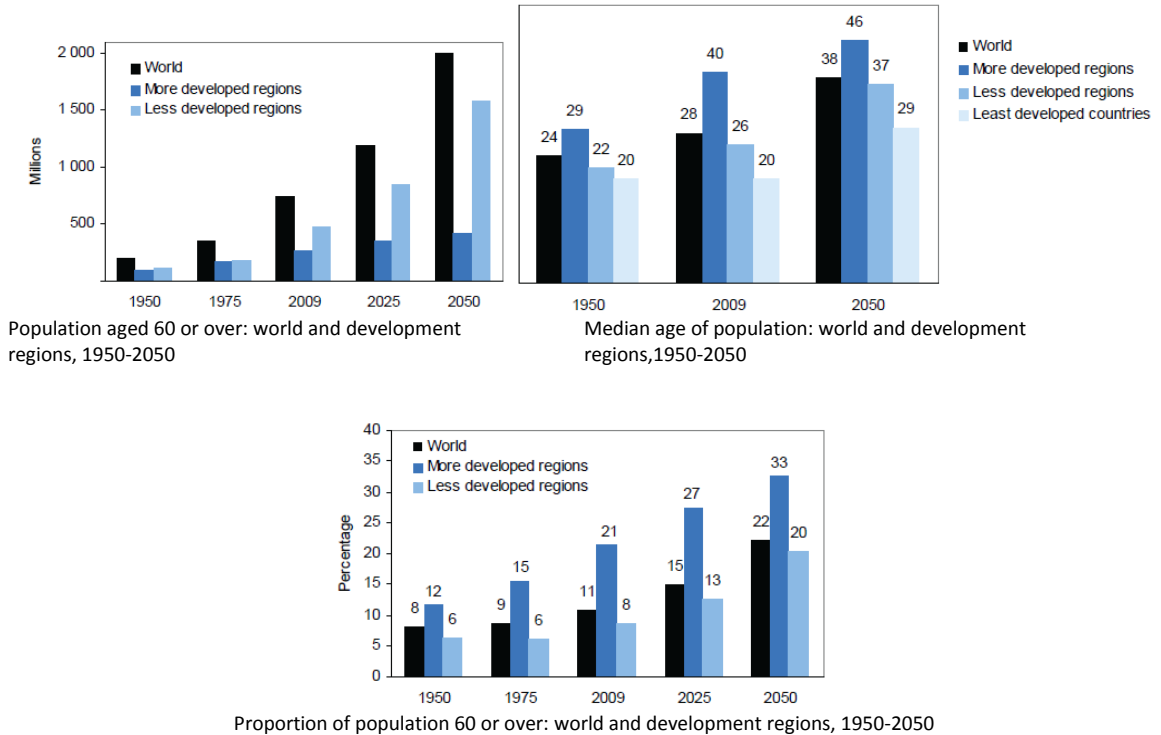 2 000
1 500
1 000
500
Millions
World
More developed regions
Less developed regions
1950 1975 2009 2025 2050
Population aged 60 or over: world and development
regions, 1950-2050
24 29 22 20
28 40 26 20
38 46 37 29
World
More developed regions
Less developed regions
Least developed countries
1950 2009 2050
Median age of population: world and development
regions,1950-2050
40
35
30
25
20
15
10
5
0
Percentage
World
More developed regions
Less developed regions
8 12 6
9 15 6
11 21 8
15 27 13
22 33 20
1950 1975 2009 2025 2050
Proportion of population 60 or over: world and development regions, 1950-2050